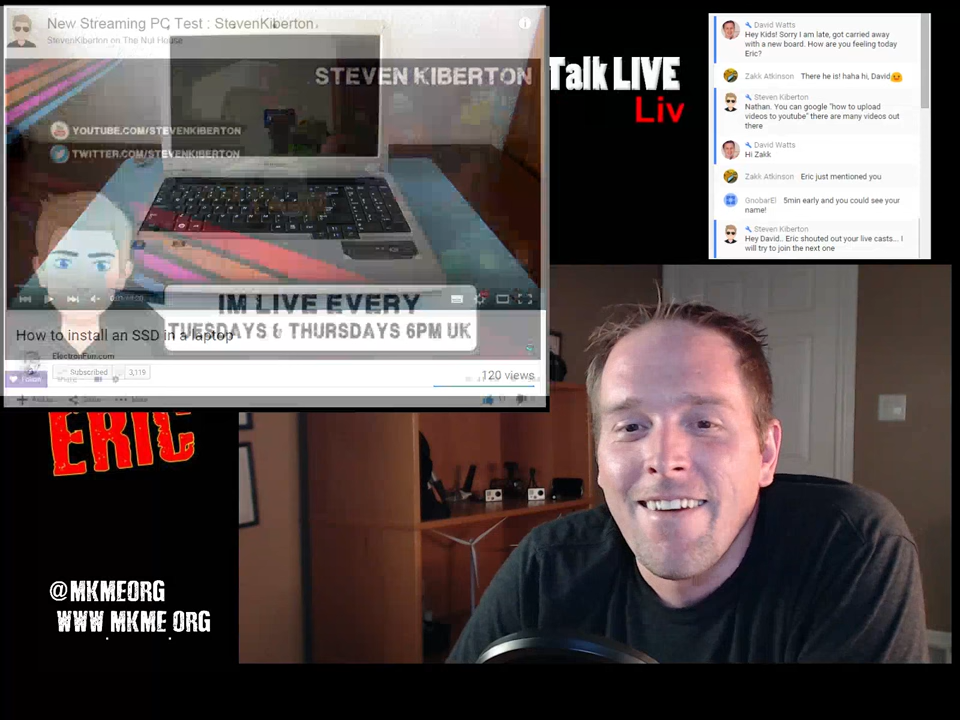 New Streaming PC Test : StevenKiberton
StevenKiberton on The Nut House
STEVEN KIBERTON
YOUTUBE.COM/STEVENKIBERTON
TWITTER.COM/STEVENKIBERTON
IM LIVE EVERY
TUESDAYS & THURSDAYS 6PM UK
How to install an SSD in a laptop
ElectronFun.com
Subscribed
3,119
120 views
Talk LIVE
Liv
David Watts
Hey Kids! Sorry I am late, got carried away
with a new board. How are you feeling today
Eric?
Zakk Atkinson There he is! haha hi, David
Steven Kiberton
Nathan. You can google "how to upload
videos to youtube" there are many videos out
there
David Watts
Hi Zakk
Zakk Atkinson Eric just mentioned you
GnobarEl 5min early and you could see your
name!
Steven Kiberton
Hey David.. Eric shouted out your live casts... I
will try to join the next one
ERIC
@MKMEORG
WWW.MKME.ORG